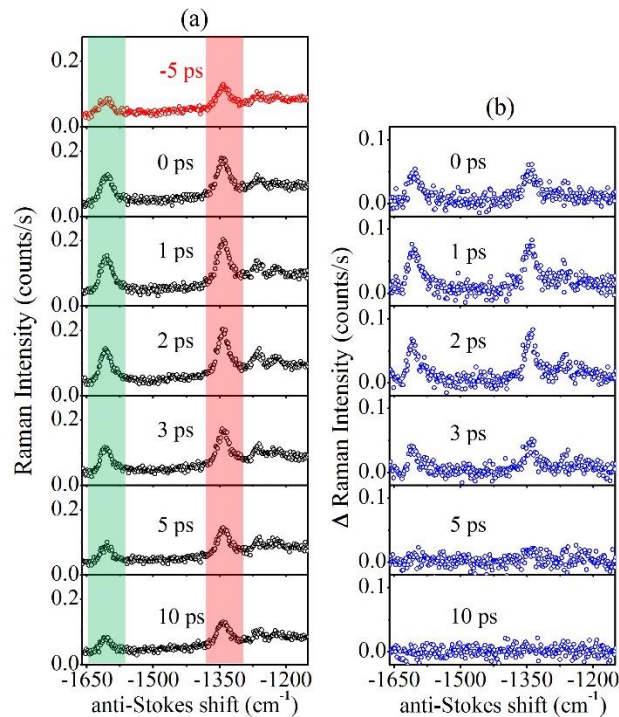 (a)
Raman Intensity (counts/s)
0.2
-5 ps
0.0
0.2
0 ps
0.0
0.2
1 ps
0.0
0.2
2 ps
0.0
0.2
3 ps
0.0
0.2
5 ps
0.0
0.2
10 ps
0.0
-1650 -1500 -1350 -1200
anti-Stokes shift (cm-1)
(b)
Δ Raman Intensity (counts/s)
0.1
0 ps
0.0
0.1
1 ps
0.0
0.1
2 ps
0.0
0.1
3 ps
0.0
0.1
5 ps
0.0
0.1
10 ps
0.0
-1650 -1500 -1350 -1200
anti-Stokes shift (cm-1)